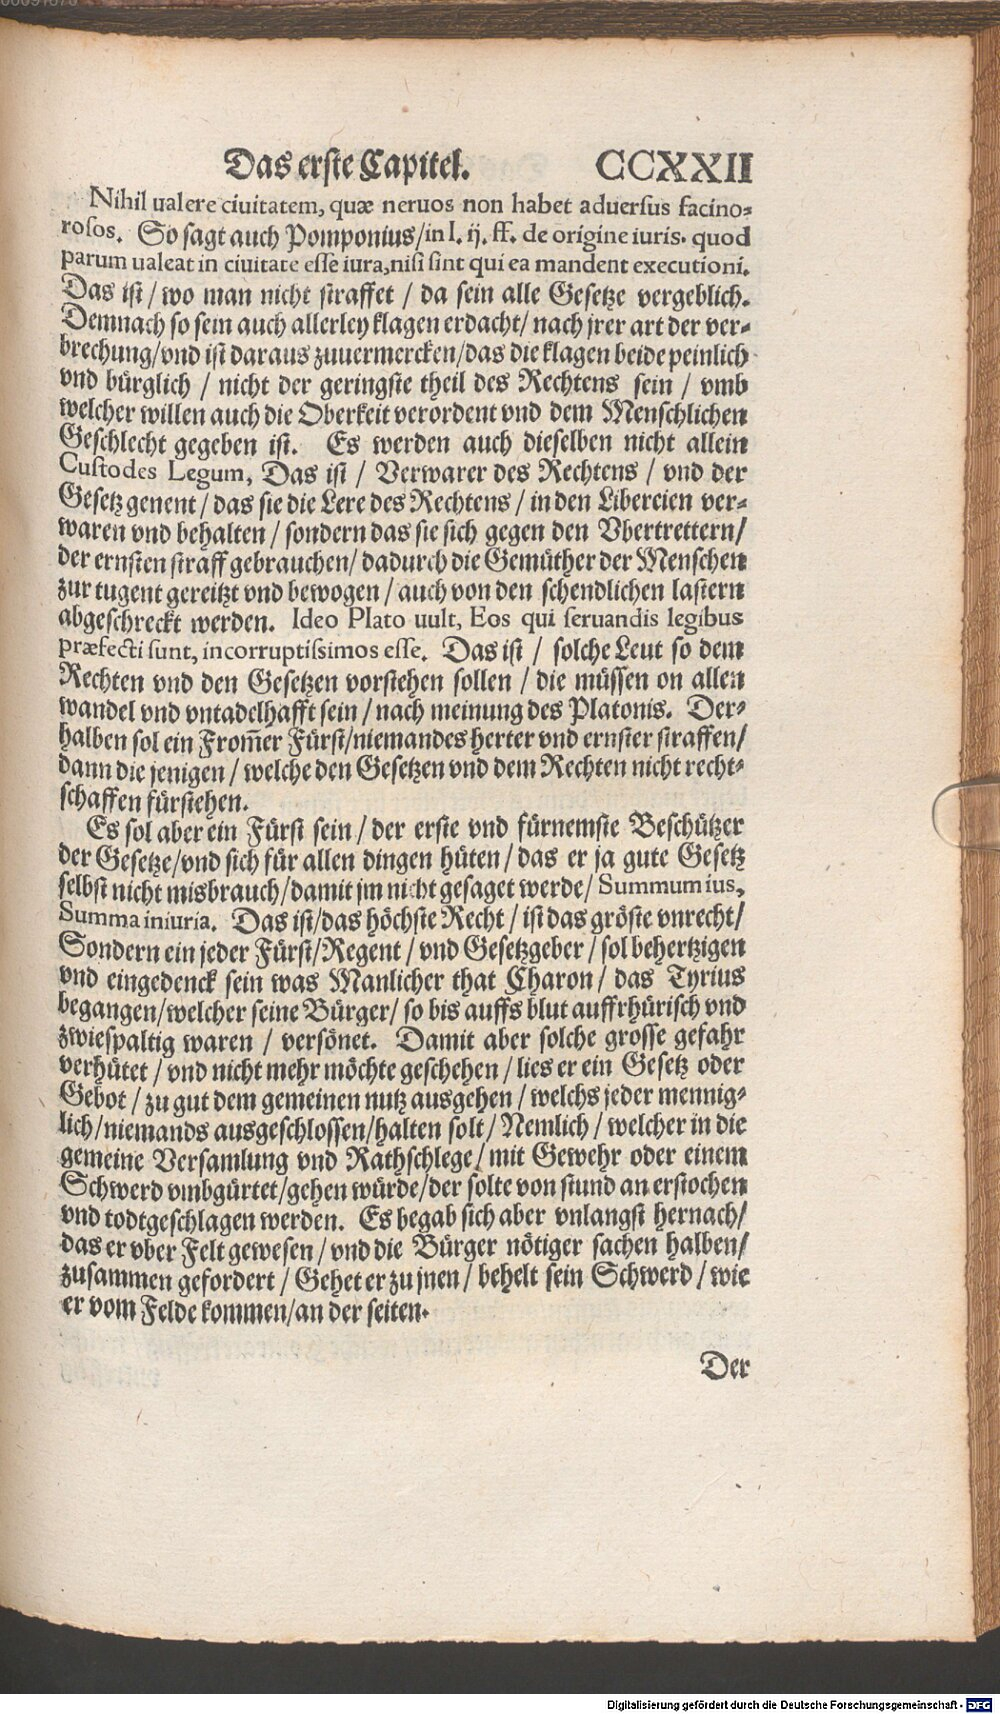 Das erste Capitel. CCXXII
Nihil ualere ciuitatem, quæ neruos non habet aduersus facino⸗
rosos. So sagt auch Pomponius/in l. ij. ff. de origine iuris. quod
parum ualeat in ciuitate esse iura,nisi sint qui ea mandent executioni.
Das ist / wo man nicht straffet / da sein alle Gesetze vergeblich.
Demnach so sein auch allerley klagen erdacht/ nach jrer art der ver⸗
brechung/vnd ist daraus zuuermercken/das die klagen beide peinlich
vnd bürglich / nicht der geringste theil des Rechtens sein / vmb
welcher willen auch die Oberkeit verordent vnd dem Menschlichen
Geschlecht gegeben ist. Es werden auch dieselben nicht allein
Custodes Legum, Das ist / Verwarer des Rechtens / vnd der
Gesetz genent / das sie die Lere des Rechtens / in den Libereien ver⸗
waren vnd behalten / sondern das sie sich gegen den Vbertrettern/
der ernsten straff gebrauchen/ dadurch die Gemüther der Menschen
zur tugent gereitzt vnd bewogen / auch von den schendlichen lastern
abgeschreckt werden. Ideo Plato uult, Eos qui seruandis legibus
præfecti sunt, incorruptissimos esse. Das ist / solche Leut so dem
Rechten vnd den Gesetzen vorstehen sollen / die müssen on allen
wandel vnd vntadelhafft sein / nach meinung des Platonis. Der⸗
halben sol ein From̃er Fürst/niemandes herter vnd ernster straffen/
dann die jenigen / welche den Gesetzen vnd dem Rechten nicht recht⸗
schaffen fürstehen.
Es sol aber ein Fürst sein / der erste vnd fürnemste Beschützer
der Gesetze/vnd sich für allen dingen hüten / das er ja gute Gesetz
selbst nicht misbrauch/damit jm nicht gesaget werde/ Summum ius,
Summa iniuria. Das ist/das höchste Recht / ist das gröste vnrecht/
Sondern ein jeder Fürst/Regent / vnd Gesetzgeber / sol behertzigen
vnd eingedenck sein was Manlicher that Charon / das Tyrius
begangen/welcher seine Bürger/ so bis auffs blut auffrhürisch vnd
zwiespaltig waren / versönet. Damit aber solche grosse gefahr
verhütet / vnd nicht mehr möchte geschehen / lies er ein Gesetz oder
Gebot / zu gut dem gemeinen nutz ausgehen / welchs jeder mennig⸗
lich/niemands ausgeschlossen/halten solt/ Nemlich / welcher in die
gemeine Versamlung vnd Rathschlege/ mit Gewehr oder einem
Schwerd vmbgürtet/gehen würde/der solte von stund an erstochen
vnd todtgeschlagen werden. Es begab sich aber vnlangst hernach/
das er vber Felt gewesen / vnd die Bürger nötiger sachen halben/
zusammen gefordert / Gehet er zu jnen / behelt sein Schwerd / wie
er vom Felde kommen/an der seiten.
Der
Digitalisierung gefördert durch die Deutsche Forschungsgemeinschaft - DFG